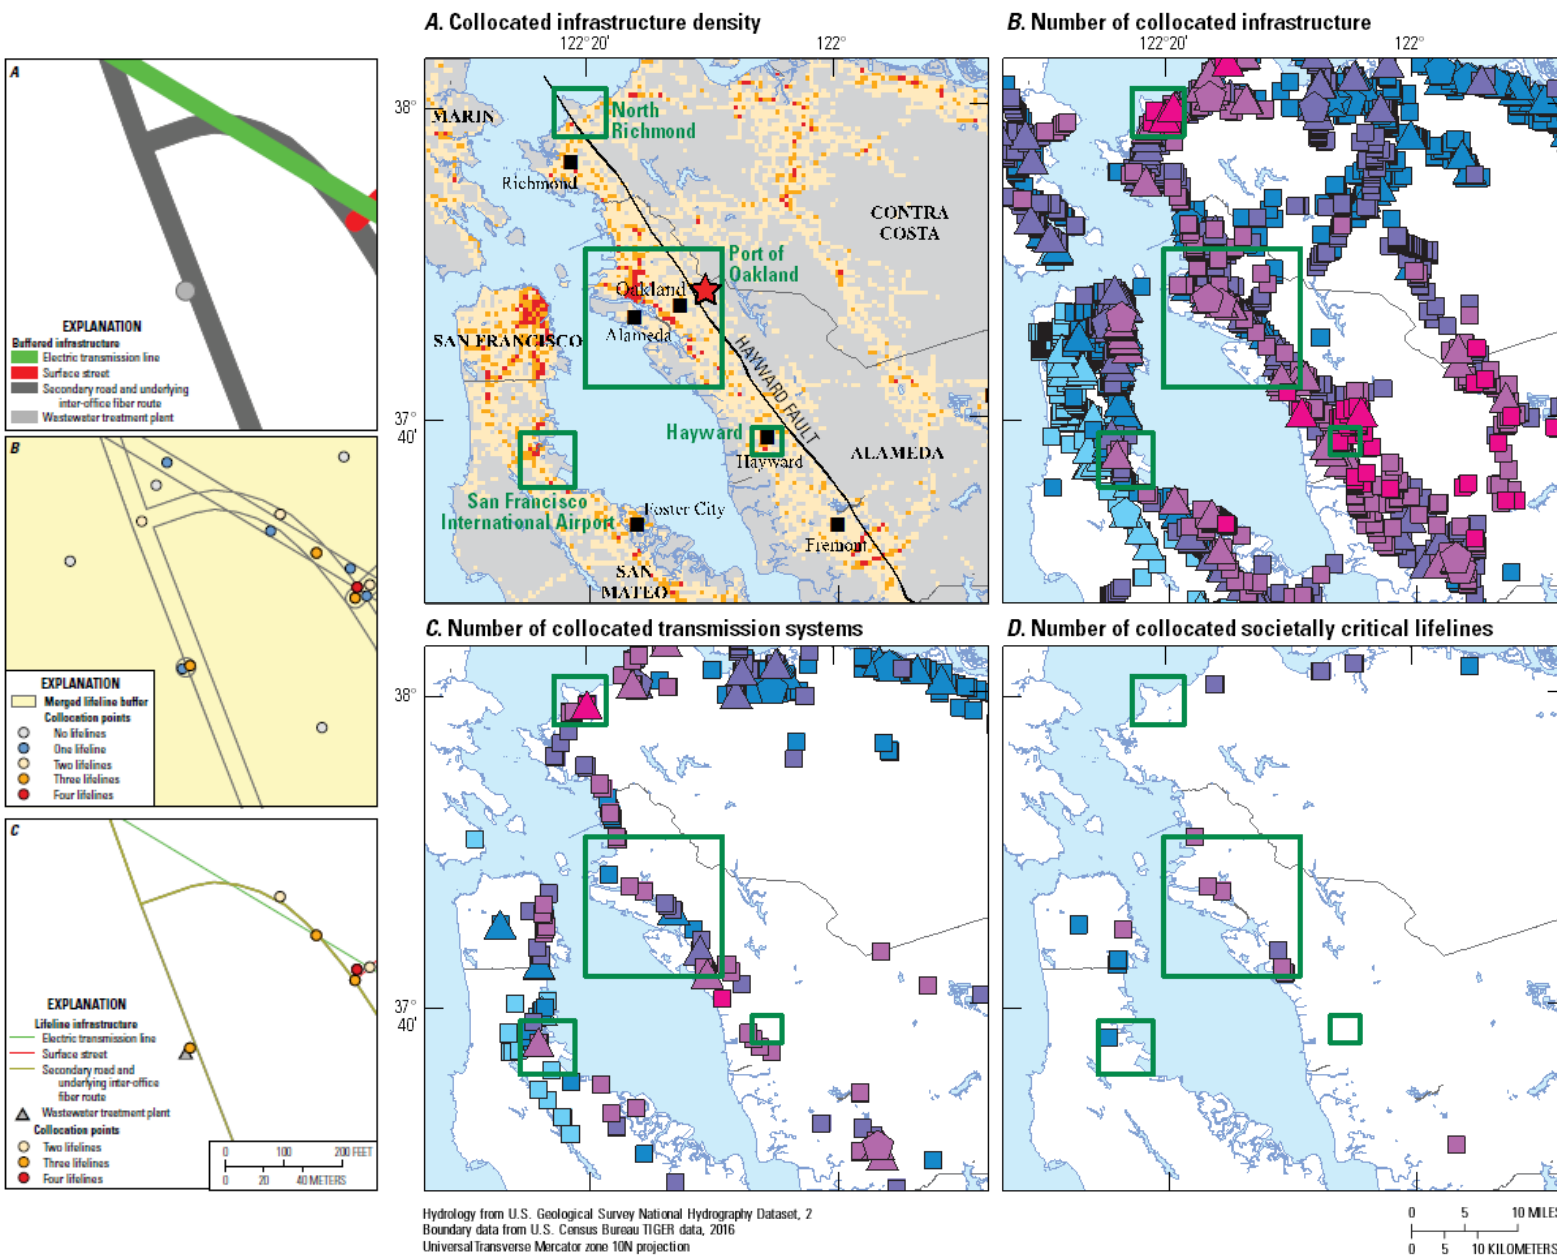 A
EXPLANATION
Buffered infrastructure
Electric transmission line
Surface street
Secondary road and underlying
inter-office fiber route
Wastewater treatment plant
B
EXPLANATION
Merged lifeline buffer
Collocation points
No lifelines
One lifeline
Two lifelines
Three lifelines
Four lifelines
C
EXPLANATION
Lifeline infrastructure
Electric transmission line
Surface street
Secondary road and
underlying inter-office
fiber route
Wastewater treatment plant
Collocation points
Two lifelines
Three lifelines
Four lifelines
0 100 200 FEET
0 20 40 METERS
A. Collocated infrastructure density
122°20' 122°
38°
37°
40'
MARIN
North
Richmond
Richmond
CONTRA
COSTA
Port of
Oakland
Oakland
Alameda
SAN FRANCISCO
HAYWARD FAULT
Hayward
Hayward
ALAMEDA
San Francisco
International Airport
Foster City
Fremont
SAN
MATEO
B. Number of collocated infrastructure
122°20' 122°
C. Number of collocated transmission systems
38°
37°
40'
D. Number of collocated societally critical lifelines
Hydrology from U.S. Geological Survey National Hydrography Dataset, 2
Boundary data from U.S. Census Bureau TIGER data, 2016
Universal Transverse Mercator zone 10N projection
0 5 10 MILES
0 5 10 KILOMETERS